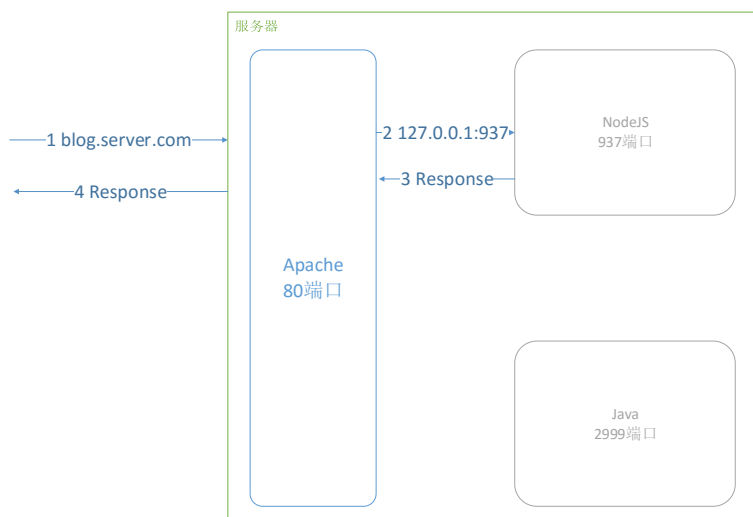 服务器
1 blog.server.com
2 127.0.0.1:937
NodeJS
937端口
4 Response
3 Response
Apache
80端口
Java
2999端口